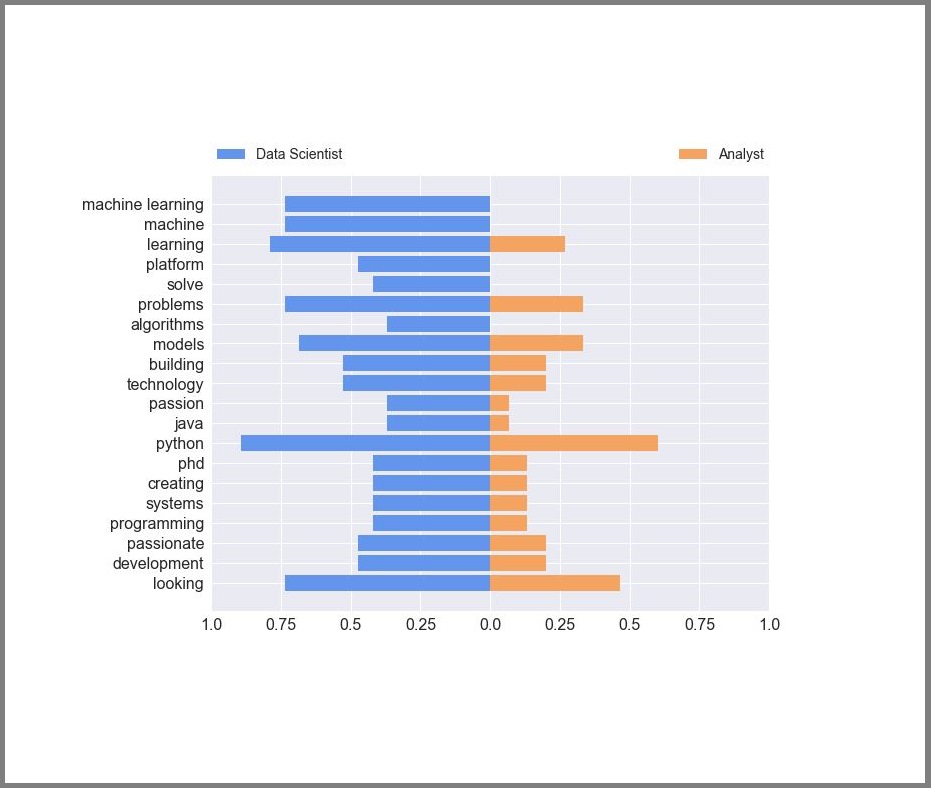 Data Scientist
Analyst
machine learning
machine
learning
platform
solve
problems
algorithms
models
building
technology
passion
java
python
phd
creating
systems
programming
passionate
development
looking
1.0 0.75 0.5 0.25 0.0 0.25 0.5 0.75 1.0